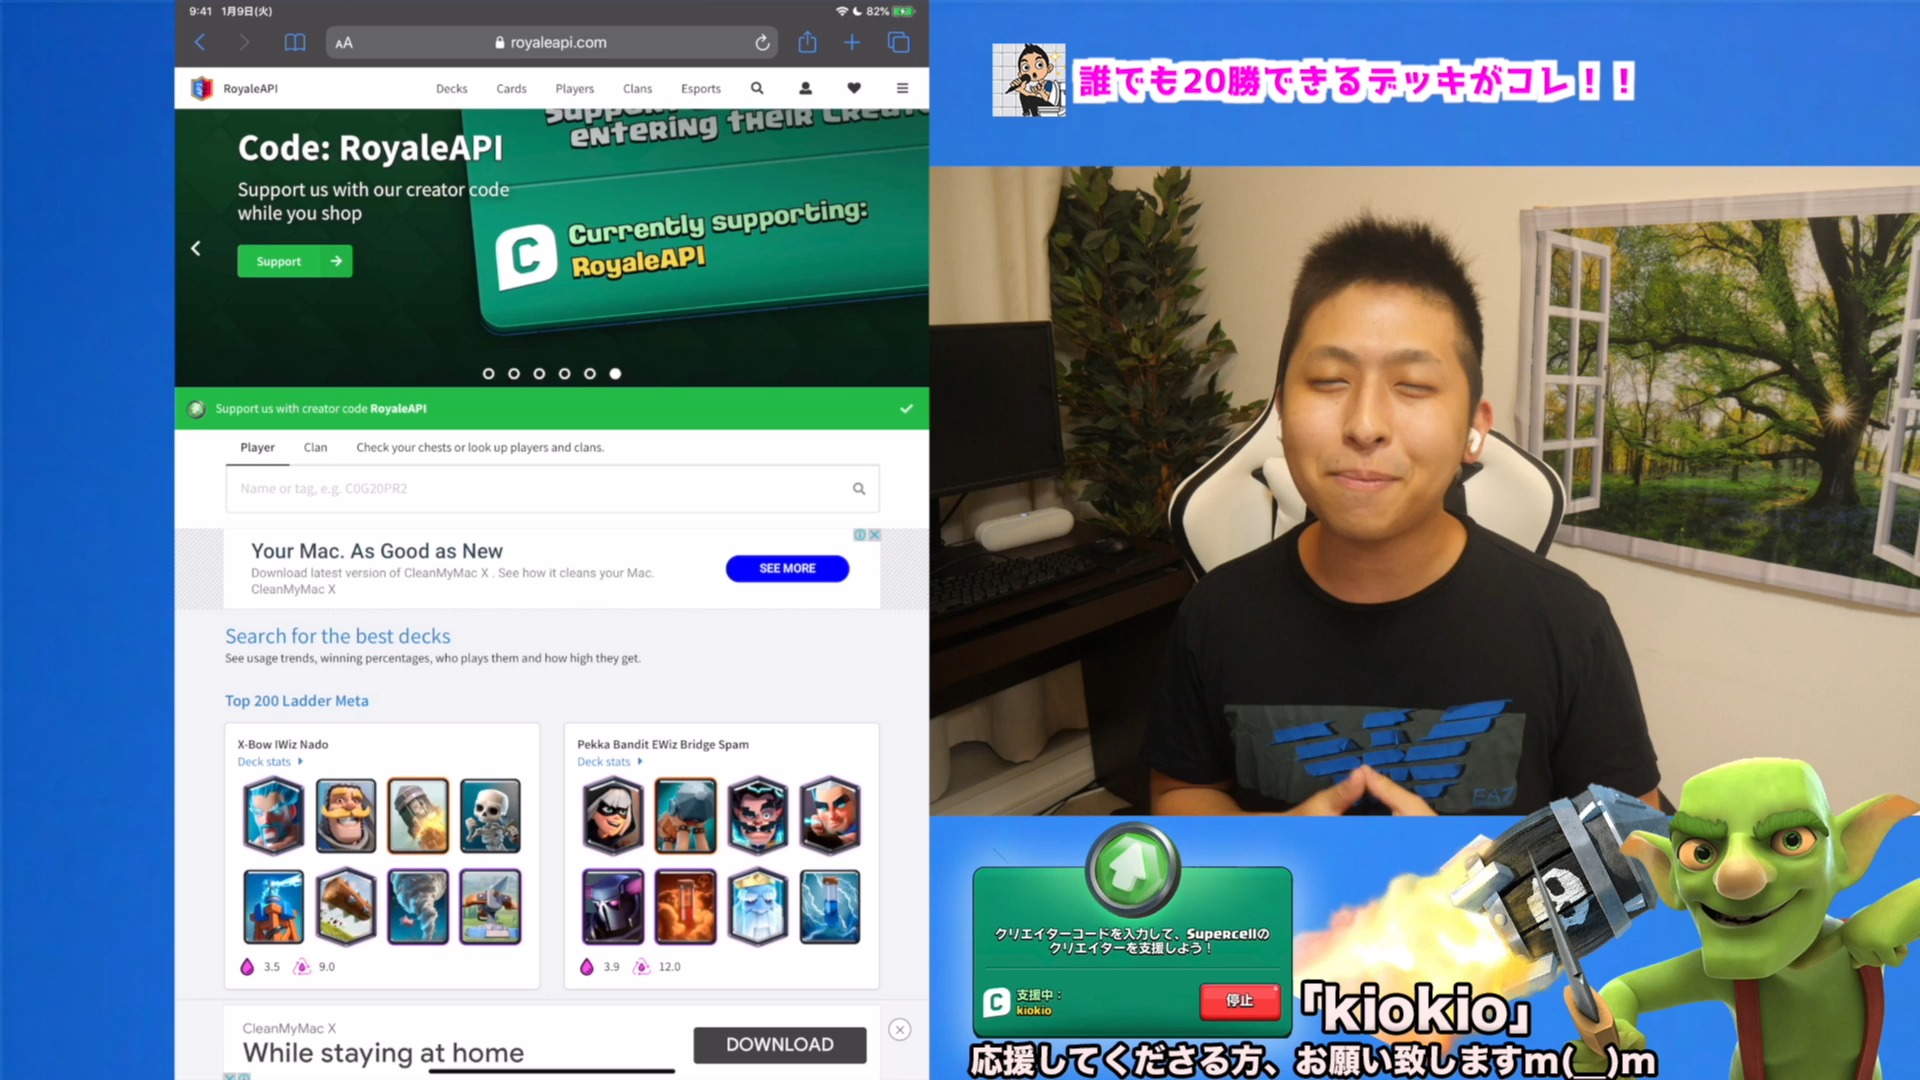 9:41 1月9日(火)
82%
AA
royaleapi.com
RoyaleAPI
Decks Cards Players Clans Esports
entering their
Code: RoyaleAPI
Support us with our creator code
while you shop
Support
Currently supporting:
RoyaleAPI
Support us with creator code RoyaleAPI
Player Clan Check your chests or look up players and clans.
Name or tag, e.g. C0G20PR2
Your Mac. As Good as New
Download latest version of CleanMyMac X . See how it cleans your Mac.
CleanMyMac X
SEE MORE
Search for the best decks
See usage trends, winning percentages, who plays them and how high they get.
Top 200 Ladder Meta
X-Bow IWiz Nado
Deck stats
3.5 9.0
Pekka Bandit EWiz Bridge Spam
Deck stats
3.9 12.0
CleanMyMac X
While staying at home
DOWNLOAD
誰でも20勝できるデッキがコレ！！
EA7
クリエイターコードを入力して、Supercellの
クリエイターを支援しよう！
支援中：
kiokio
停止
「kiokio」
応援してくださる方、お願い致しますm(__)m